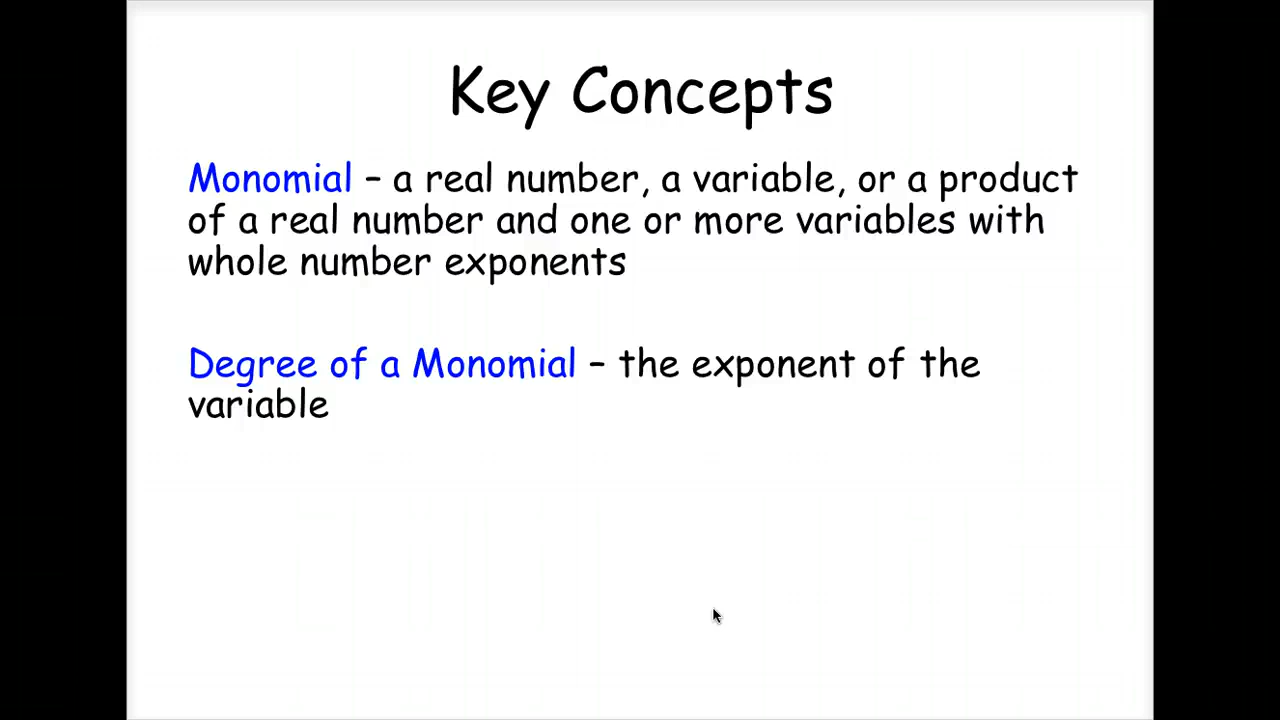 Key Concepts
Monomial – a real number, a variable, or a product
of a real number and one or more variables with
whole number exponents
Degree of a Monomial – the exponent of the
variable